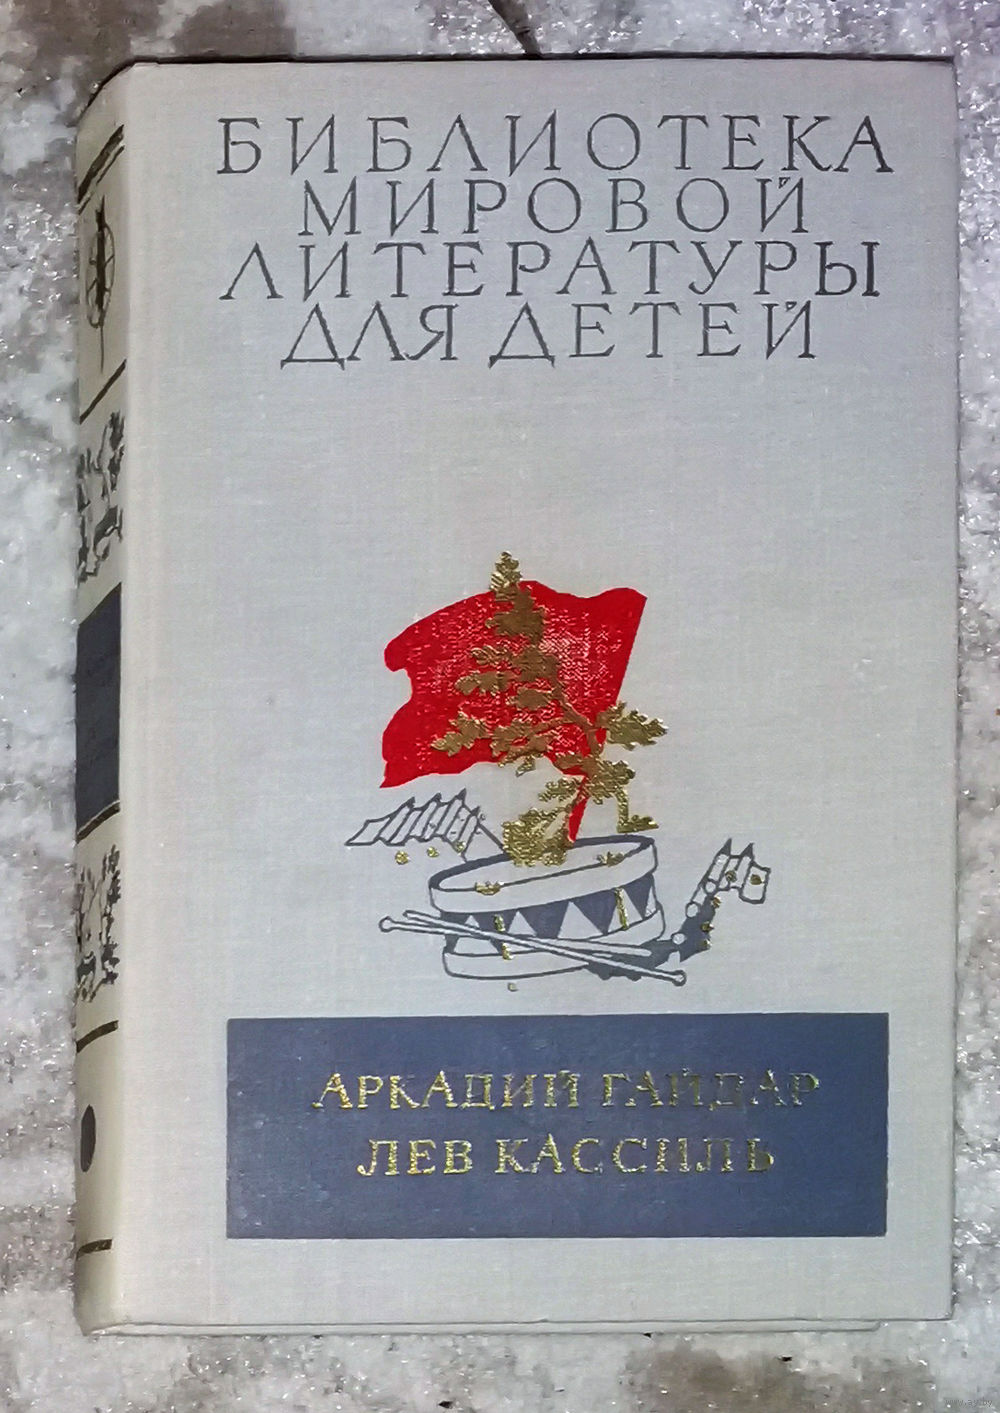 БИБЛИОТЕКА
МИРОВОЙ
ЛИТЕРАТУРЫ
ДЛЯ ДЕТЕЙ
АРКАДИЙ ГАЙДАР
ЛЕВ КАССИЛЬ